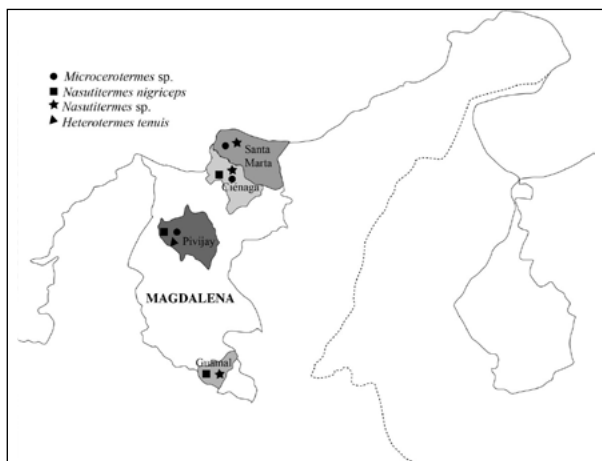 Microcerotermes sp.
Nasutitermes nigriceps
Nasutitermes sp.
Heterotermes tenuis
Santa
Marta
Ciénaga
Pivijay
MAGDALENA
Guamal